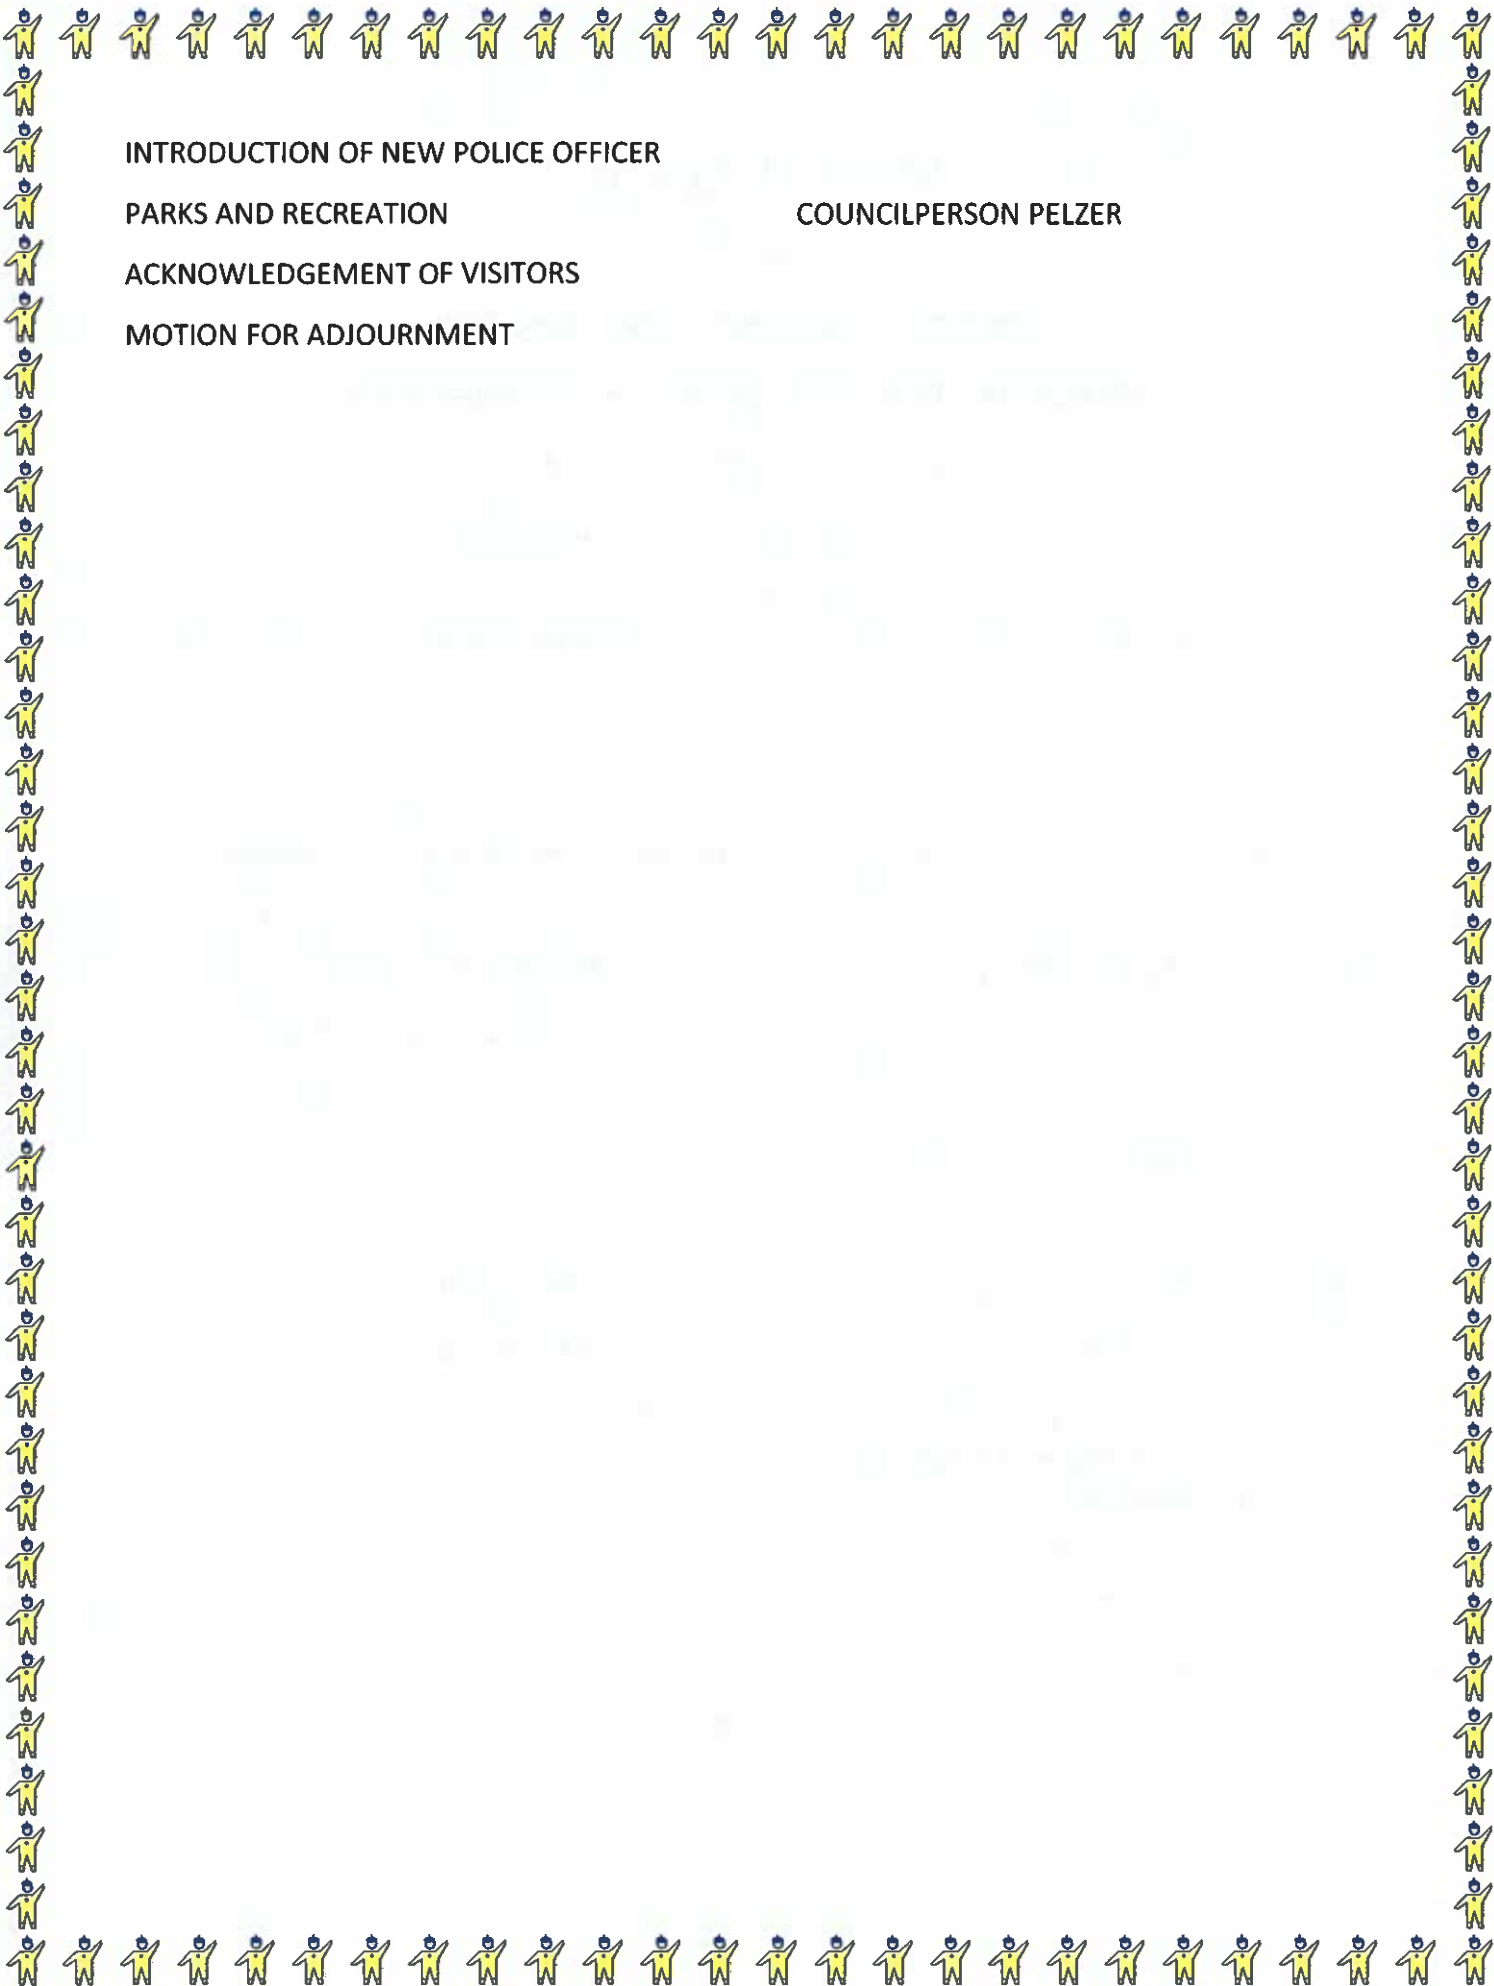 INTRODUCTION OF NEW POLICE OFFICER
PARKS AND RECREATION COUNCILPERSON PELZER
ACKNOWLEDGEMENT OF VISITORS
MOTION FOR ADJOURNMENT